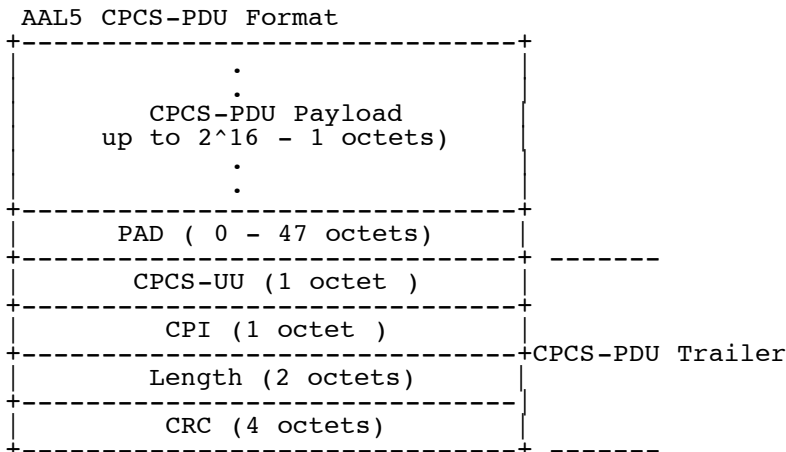 AAL5 CPCS-PDU Format
+-------------------------------+
|               .               |
|               .               |
|        CPCS-PDU Payload       |
|     up to 2^16 - 1 octets)    |
|               .               |
|               .               |
+-------------------------------+
|      PAD ( 0 - 47 octets)     |
+-------------------------------+ -------
|       CPCS-UU (1 octet )      |
+-------------------------------+
|         CPI (1 octet )        |
+-------------------------------+CPCS-PDU Trailer
|        Length (2 octets)      |
+-------------------------------|
|         CRC (4 octets)        |
+-------------------------------+ -------